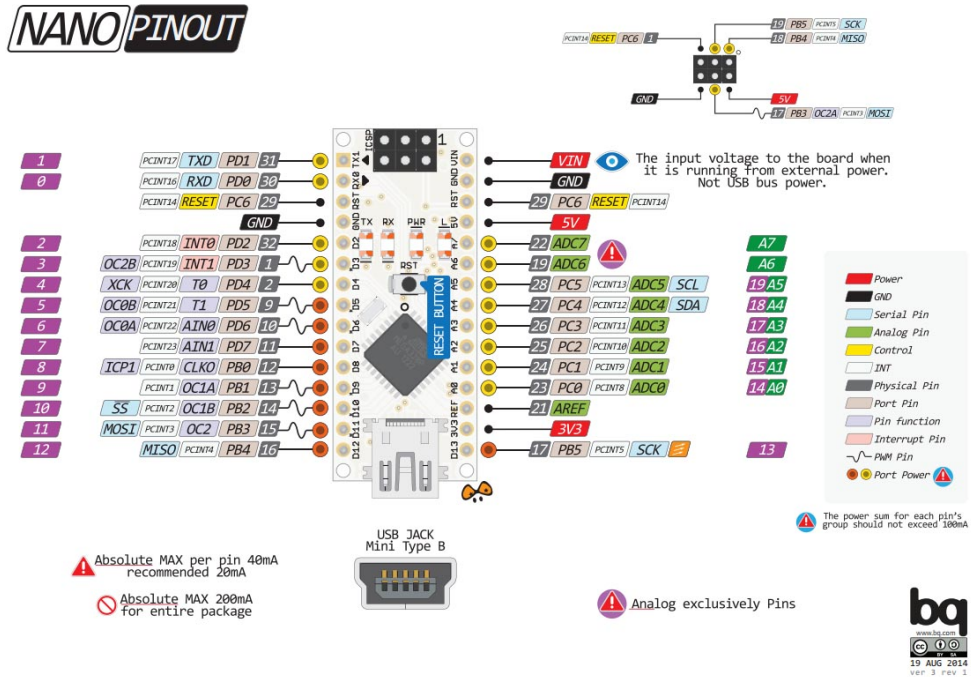 NANO PINOUT
19 PB5 PCINT5 SCK
18 PB4 PCINT4 MISO
PCINT14 RESET PC6 1
GND
5V
17 PB3 OC2A PCINT3 MOSI
1 PCINT17 TXD PD1 31 TX1 ICSP 1 VIN VIN
The input voltage to the board when
it is running from external power.
Not USB bus power.
0 PCINT16 RXD PD0 30 RX0 GND GND
PCINT14 RESET PC6 29 RST RST 29 PC6 RESET PCINT14
GND GND TX RX PWR L 5V 5V
2 PCINT18 INT0 PD2 32 D2 A7 22 ADC7 A7
3 OC2B PCINT19 INT1 PD3 1 D3 RST A6 19 ADC6 A6
4 XCK PCINT20 T0 PD4 2 D4 A5 28 PC5 PCINT13 ADC5 SCL 19 A5
5 OC0B PCINT21 T1 PD5 9 D5 A4 27 PC4 PCINT12 ADC4 SDA 18 A4
6 OC0A PCINT22 AIN0 PD6 10 D6 A3 26 PC3 PCINT11 ADC3 17 A3
7 PCINT23 AIN1 PD7 11 D7 A2 25 PC2 PCINT10 ADC2 16 A2
8 ICP1 PCINT0 CLKO PB0 12 D8 A1 24 PC1 PCINT9 ADC1 15 A1
9 PCINT1 OC1A PB1 13 D9 A0 23 PC0 PCINT8 ADC0 14 A0
10 SS PCINT2 OC1B PB2 14 D10 REF 21 AREF
11 MOSI PCINT3 OC2 PB3 15 D11 3V3 3V3
12 MISO PCINT4 PB4 16 D12 D13 17 PB5 PCINT5 SCK 13
RESET BUTTON
Power
GND
Serial Pin
Analog Pin
Control
INT
Physical Pin
Port Pin
Pin function
Interrupt Pin
PWM Pin
Port Power
The power sum for each pin's
group should not exceed 100mA
USB JACK
Mini Type B
Absolute MAX per pin 40mA
recommended 20mA
Absolute MAX 200mA
for entire package
Analog exclusively Pins
bq
www.bq.com
cc BY SA
19 AUG 2014
ver 3 rev 1